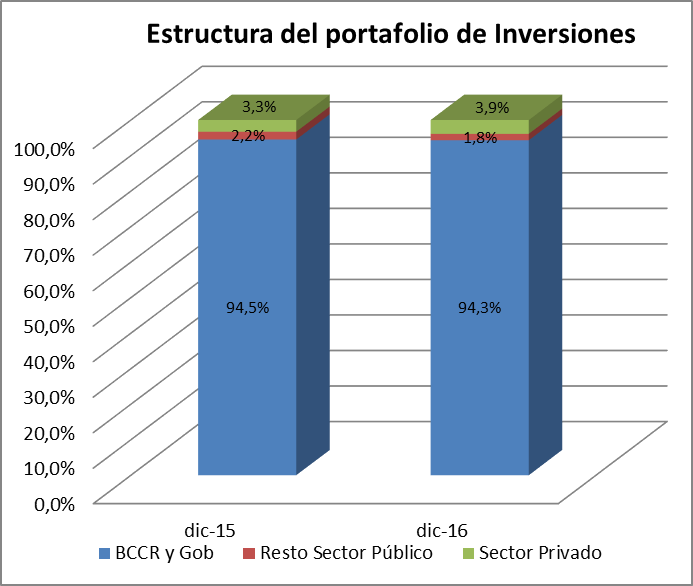 Estructura del portafolio de Inversiones
3,3%
3,9%
2,2%
1,8%
100,0%
90,0%
80,0%
70,0%
60,0%
94,5%
94,3%
50,0%
40,0%
30,0%
20,0%
10,0%
0,0%
dic-15
dic-16
BCCR y Gob
Resto Sector Público
Sector Privado